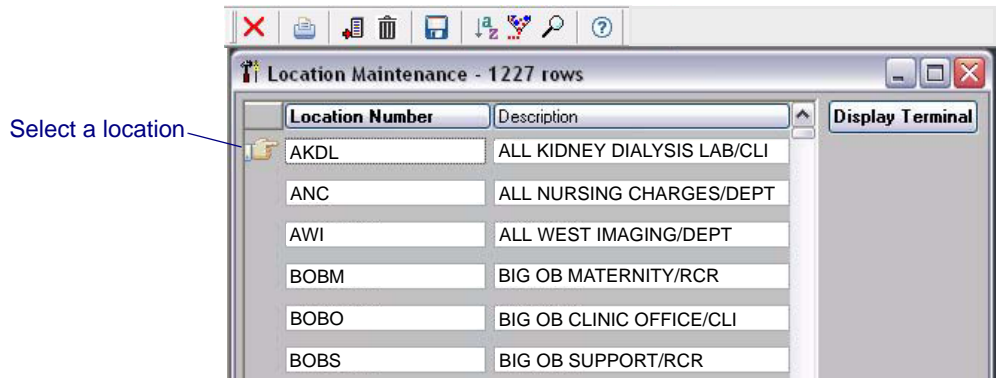 Location Maintenance - 1227 rows
Location Number Description Display Terminal
Select a location
AKDL ALL KIDNEY DIALYSIS LAB/CLI
ANC ALL NURSING CHARGES/DEPT
AWI ALL WEST IMAGING/DEPT
BOBM BIG OB MATERNITY/RCR
BOBO BIG OB CLINIC OFFICE/CLI
BOBS BIG OB SUPPORT/RCR